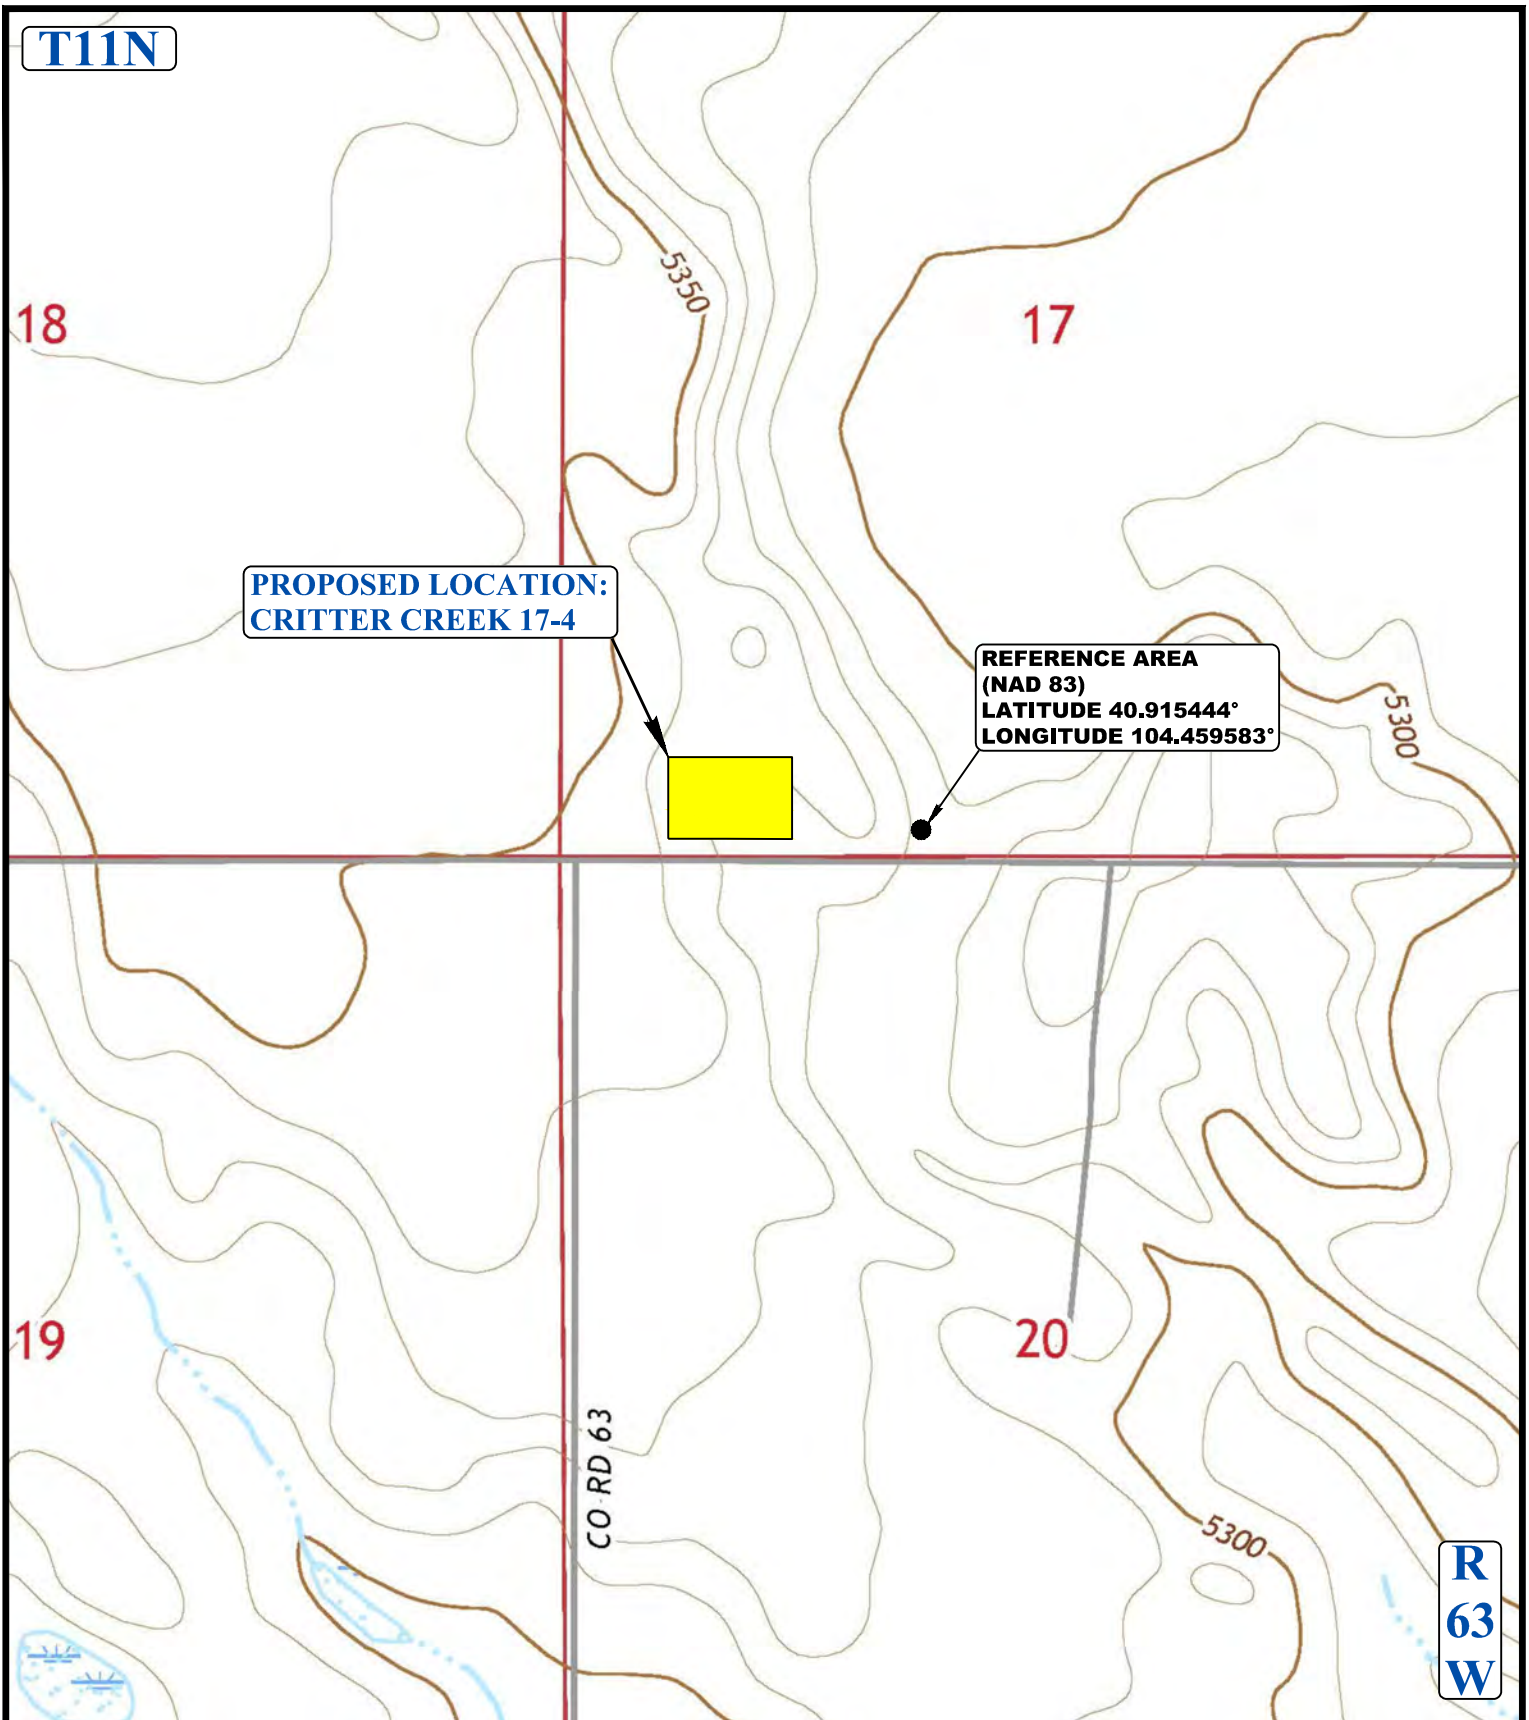 T11N
5350
18
17
PROPOSED LOCATION:
CRITTER CREEK 17-4
REFERENCE AREA
(NAD 83)
LATITUDE 40.915444°
LONGITUDE 104.459583°
5300
19
20
CO RD 63
5300
R
63
W